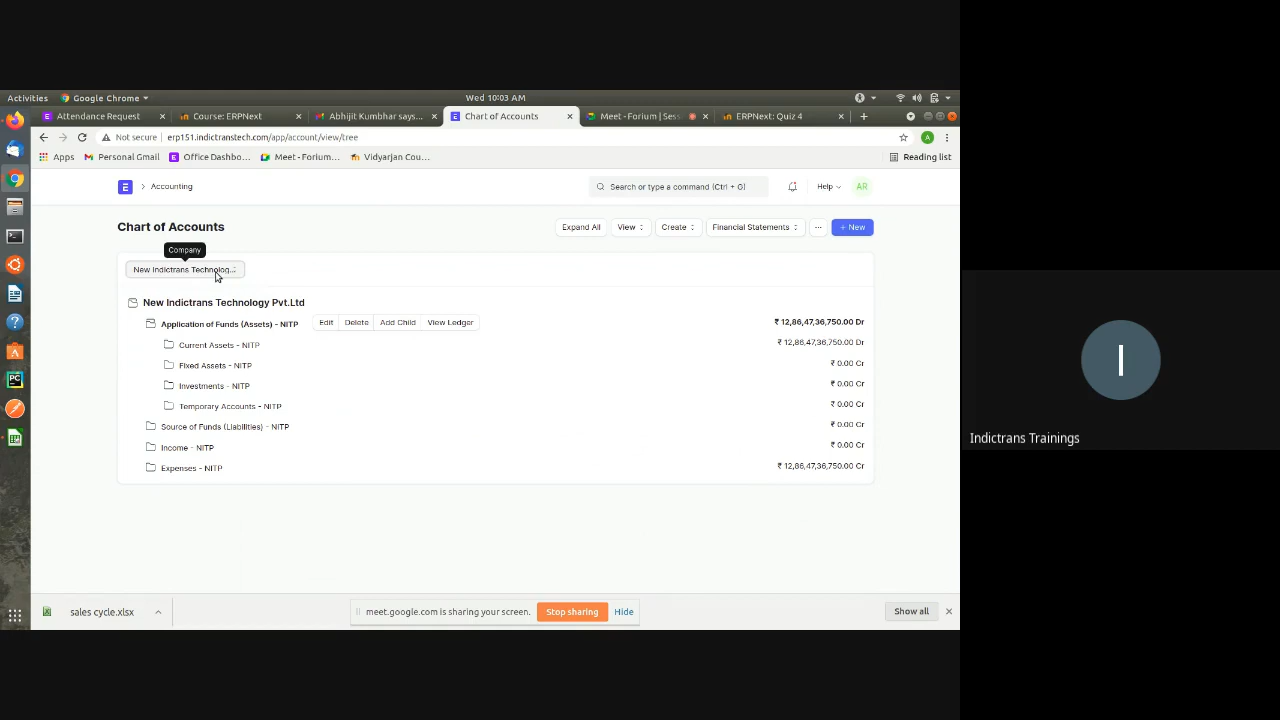 Activities Google Chrome Wed 10:03 AM
Attendance Request Course: ERPNext Abhijit Kumbhar says... Chart of Accounts Meet - Forium | Sess ERPNext: Quiz 4
Not secure erp151.indictranstech.com/app/account/view/tree
Apps Personal Gmail Office Dashbo... Meet - Forium... Vidyarjan Cou... Reading list
Accounting Search or type a command (Ctrl + G) Help AR
Chart of Accounts Expand All View Create Financial Statements ... + New
Company
New Indictrans Technolog...
New Indictrans Technology Pvt.Ltd
Application of Funds (Assets) - NITP Edit Delete Add Child View Ledger ₹ 12,86,47,36,750.00 Dr
Current Assets - NITP ₹ 12,86,47,36,750.00 Dr
Fixed Assets - NITP ₹ 0.00 Cr
Investments - NITP ₹ 0.00 Cr
Temporary Accounts - NITP ₹ 0.00 Cr
Source of Funds (Liabilities) - NITP ₹ 0.00 Cr
Income - NITP ₹ 0.00 Cr
Expenses - NITP ₹ 12,86,47,36,750.00 Cr
sales cycle.xlsx meet.google.com is sharing your screen. Stop sharing Hide Show all
I
Indictrans Trainings